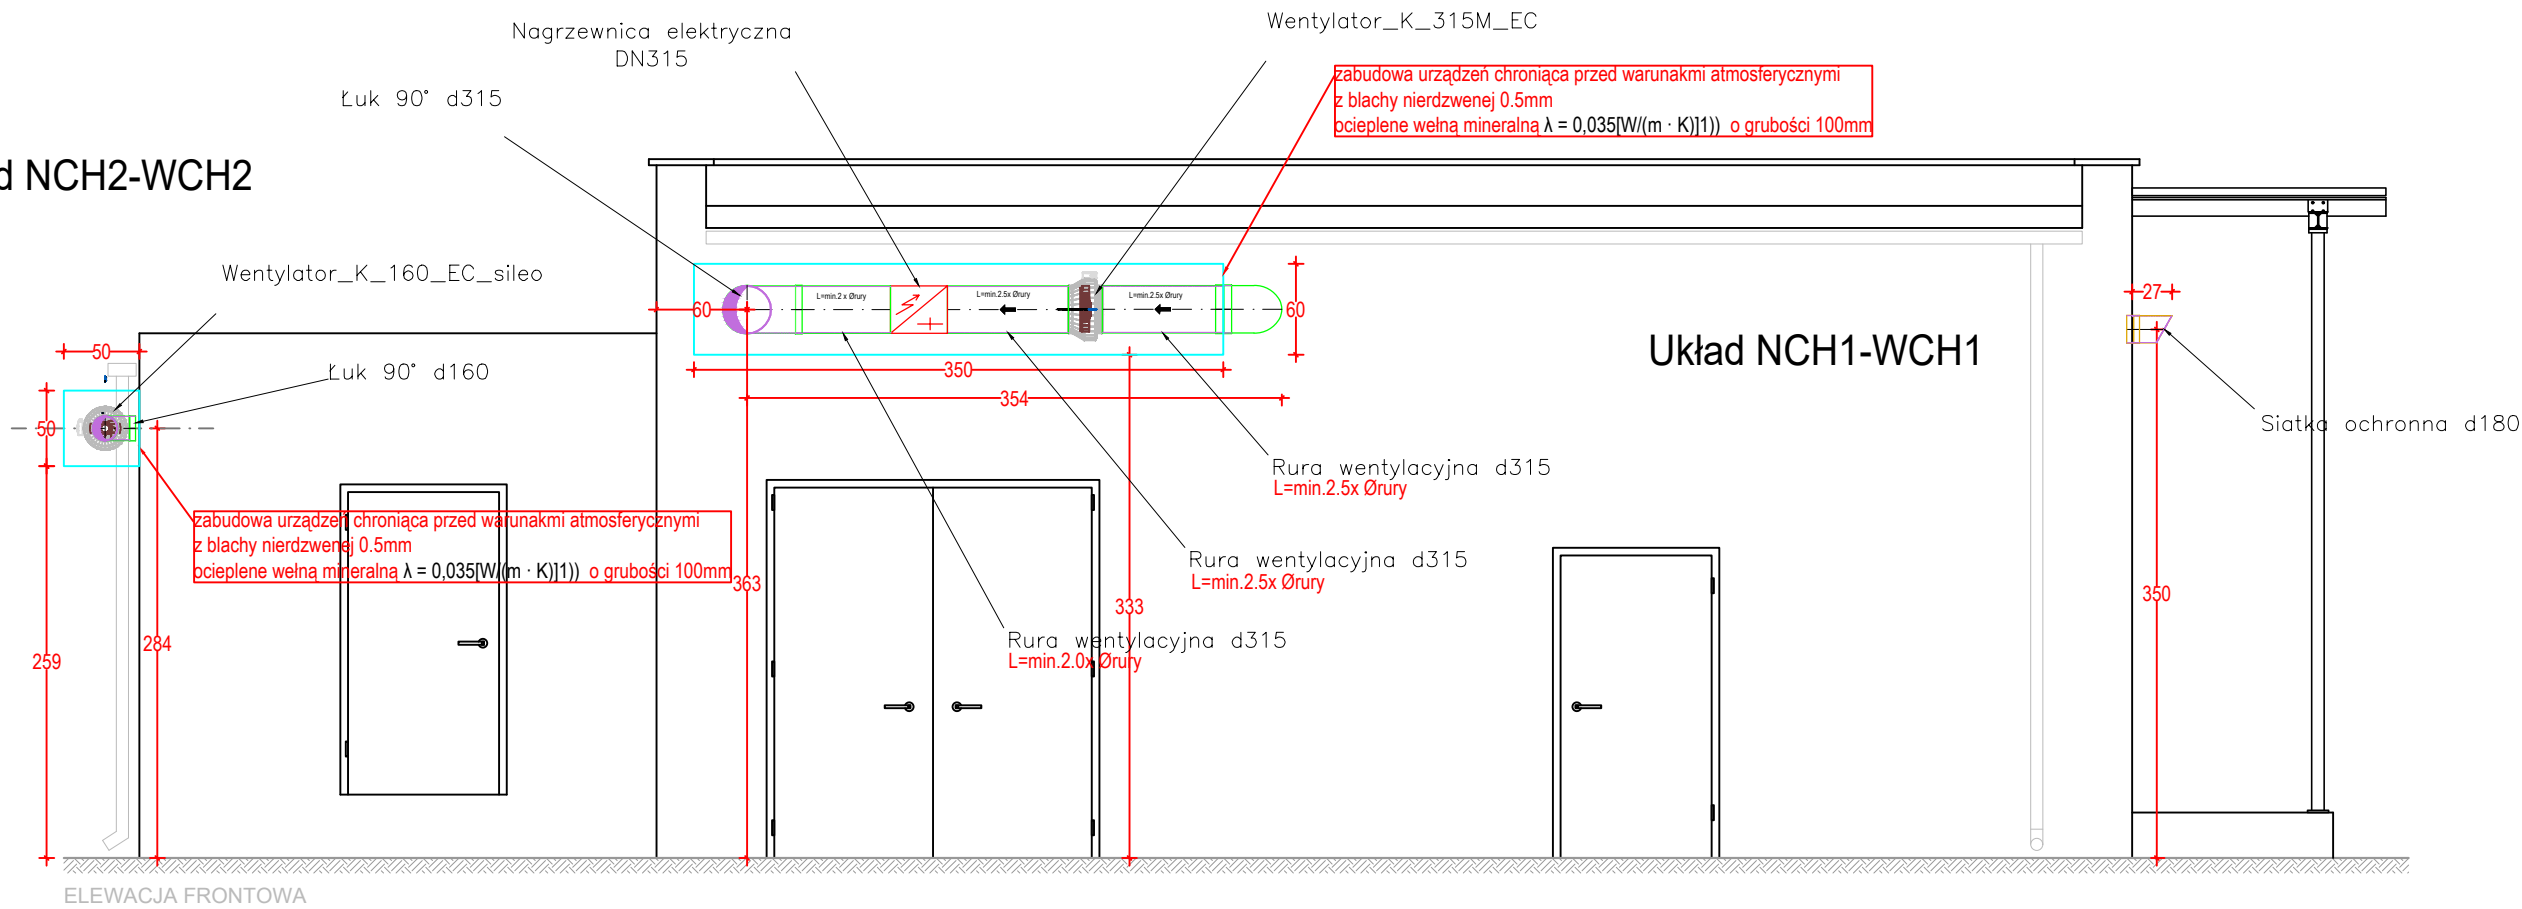 Nagrzewnica elektryczna
DN315
Wentylator_K_315M_EC
Łuk 90° d315
zabudowa urządzeń chroniąca przed warunakmi atmosferycznymi
z blachy nierdzwenej 0.5mm
ocieplene wełną mineralną λ = 0,035[W/(m · K)]1)) o grubości 100mm
d NCH2-WCH2
Wentylator_K_160_EC_sileo
L=min.2 x Ørury
L=min.2.5x Ørury
L=min.2.5x Ørury
60
60
27
Układ NCH1-WCH1
50
Łuk 90° d160
350
354
50
Siatka ochronna d180
Rura wentylacyjna d315
L=min.2.5x Ørury
zabudowa urządzeń chroniąca przed warunakmi atmosferycznymi
z blachy nierdzwenej 0.5mm
ocieplene wełną mineralną λ = 0,035[W/(m · K)]1)) o grubości 100mm
Rura wentylacyjna d315
L=min.2.5x Ørury
363
333
350
284
259
Rura wentylacyjna d315
L=min.2.0x Ørury
ELEWACJA FRONTOWA